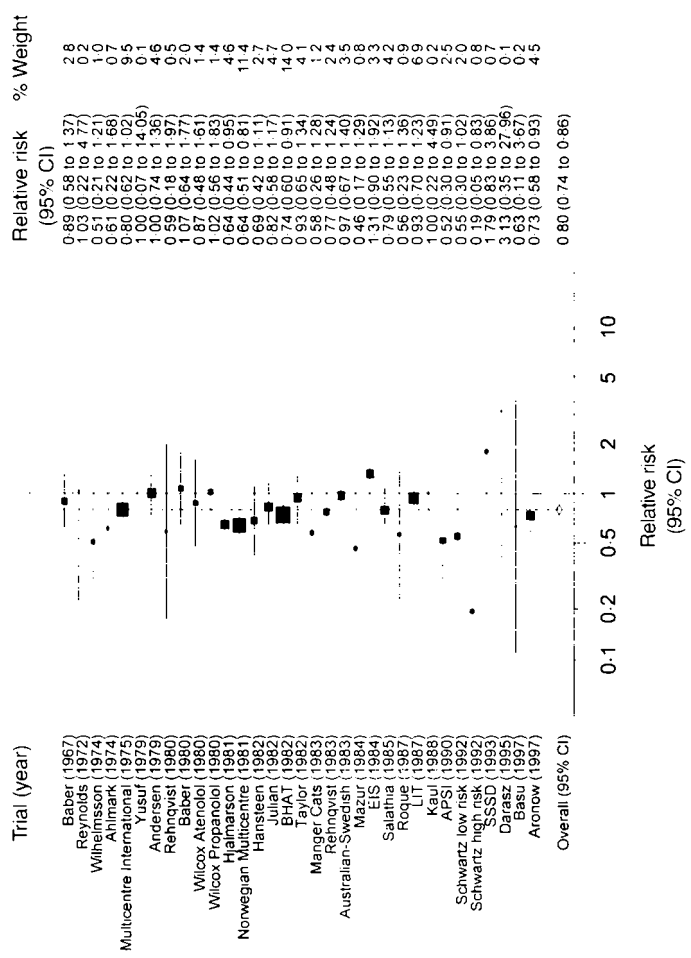 Trial (year) Relative risk (95% CI) % Weight
Baber (1967) 0·89 (0·58 to 1·37) 2·8
Reynolds (1972) 1·03 (0·22 to 4·77) 0·2
Wilhelmsson (1974) 0·51 (0·21 to 1·21) 1·0
Ahlmark (1974) 0·61 (0·22 to 1·68) 0·7
Multicentre International (1975) 0·80 (0·62 to 1·02) 9·5
Yusuf (1979) 1·00 (0·07 to 14·05) 0·1
Andersen (1979) 1·00 (0·74 to 1·36) 4·6
Rehnqvist (1980) 0·59 (0·18 to 1·97) 0·5
Baber (1980) 1·07 (0·64 to 1·77) 2·0
Wilcox Atenolol (1980) 0·87 (0·48 to 1·61) 1·4
Wilcox Propanolol (1980) 1·02 (0·56 to 1·83) 1·4
Hjalmarson (1981) 0·64 (0·44 to 0·95) 4·6
Norwegian Multicentre (1981) 0·64 (0·51 to 0·81) 11·4
Hansteen (1982) 0·69 (0·42 to 1·11) 2·7
Julian (1982) 0·82 (0·58 to 1·17) 4·7
BHAT (1982) 0·74 (0·60 to 0·91) 14·0
Taylor (1982) 0·93 (0·65 to 1·34) 4·1
Manger Cats (1983) 0·58 (0·26 to 1·28) 1·2
Rehnqvist (1983) 0·77 (0·48 to 1·24) 2·4
Australian-Swedish (1983) 0·97 (0·67 to 1·40) 3·5
Mazur (1984) 0·46 (0·17 to 1·29) 0·8
EIS (1984) 1·31 (0·90 to 1·92) 3·3
Salathia (1985) 0·79 (0·55 to 1·13) 4·2
Roque (1987) 0·56 (0·23 to 1·36) 0·9
LIT (1987) 0·93 (0·70 to 1·23) 6·9
Kaul (1988) 1·00 (0·22 to 4·49) 0·2
APSI (1990) 0·52 (0·30 to 0·91) 2·5
Schwartz low risk (1992) 0·55 (0·30 to 1·02) 2·0
Schwartz high risk (1992) 0·19 (0·05 to 0·83) 0·8
SSSD (1993) 1·79 (0·83 to 3·86) 0·7
Darasz (1995) 3·13 (0·35 to 27·96) 0·1
Basu (1997) 0·63 (0·11 to 3·67) 0·2
Aronow (1997) 0·73 (0·58 to 0·93) 4·5
Overall (95% CI) 0·80 (0·74 to 0·86)
0·1 0·2 0·5 1 2 5 10
Relative risk
(95% CI)